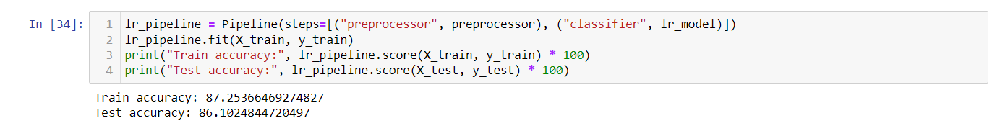 In [34]:
1 lr_pipeline = Pipeline(steps=[("preprocessor", preprocessor), ("classifier", lr_model)])
2 lr_pipeline.fit(X_train, y_train)
3 print("Train accuracy:", lr_pipeline.score(X_train, y_train) * 100)
4 print("Test accuracy:", lr_pipeline.score(X_test, y_test) * 100)
Train accuracy: 87.25366469274827
Test accuracy: 86.1024844720497